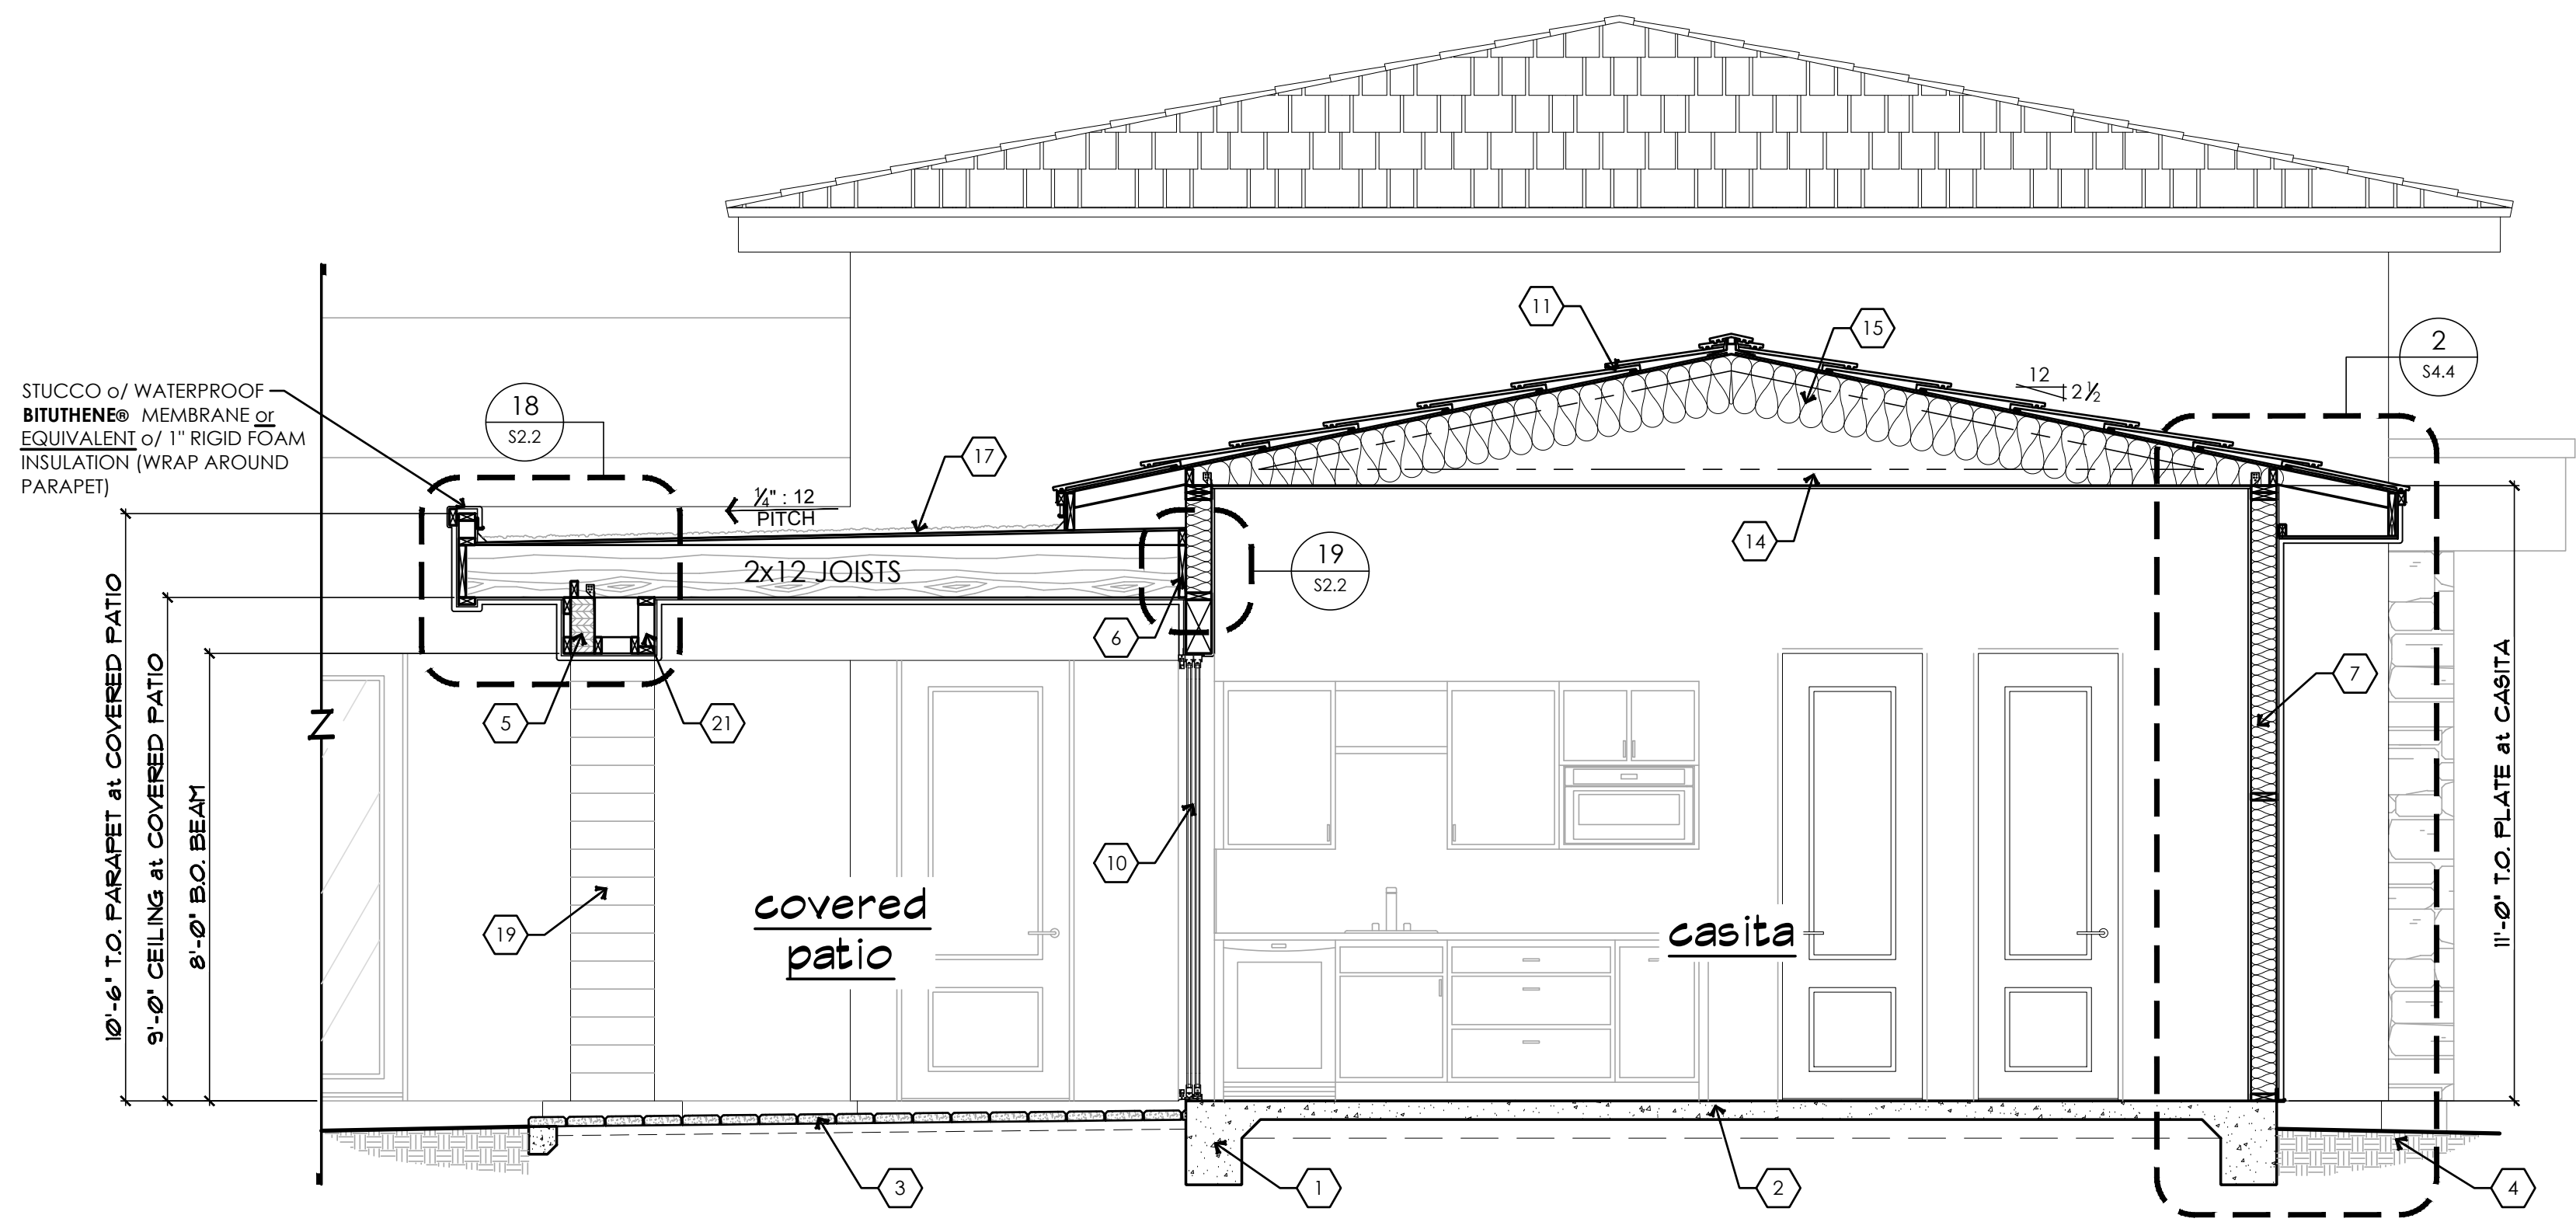 11
15
2
S4.4
12
2 ½
STUCCO o/ WATERPROOF
BITUTHENE® MEMBRANE or
EQUIVALENT o/ 1" RIGID FOAM
INSULATION (WRAP AROUND
PARAPET)
18
S2.2
17
¼" : 12
PITCH
14
2x12 JOISTS
19
S2.2
6
7
5
21
10
19
covered
patio
casita
10'-6" T.O. PARAPET at COVERED PATIO
9'-0" CEILING at COVERED PATIO
8'-0" B.O. BEAM
11'-0" T.O. PLATE at CASITA
3
1
2
4